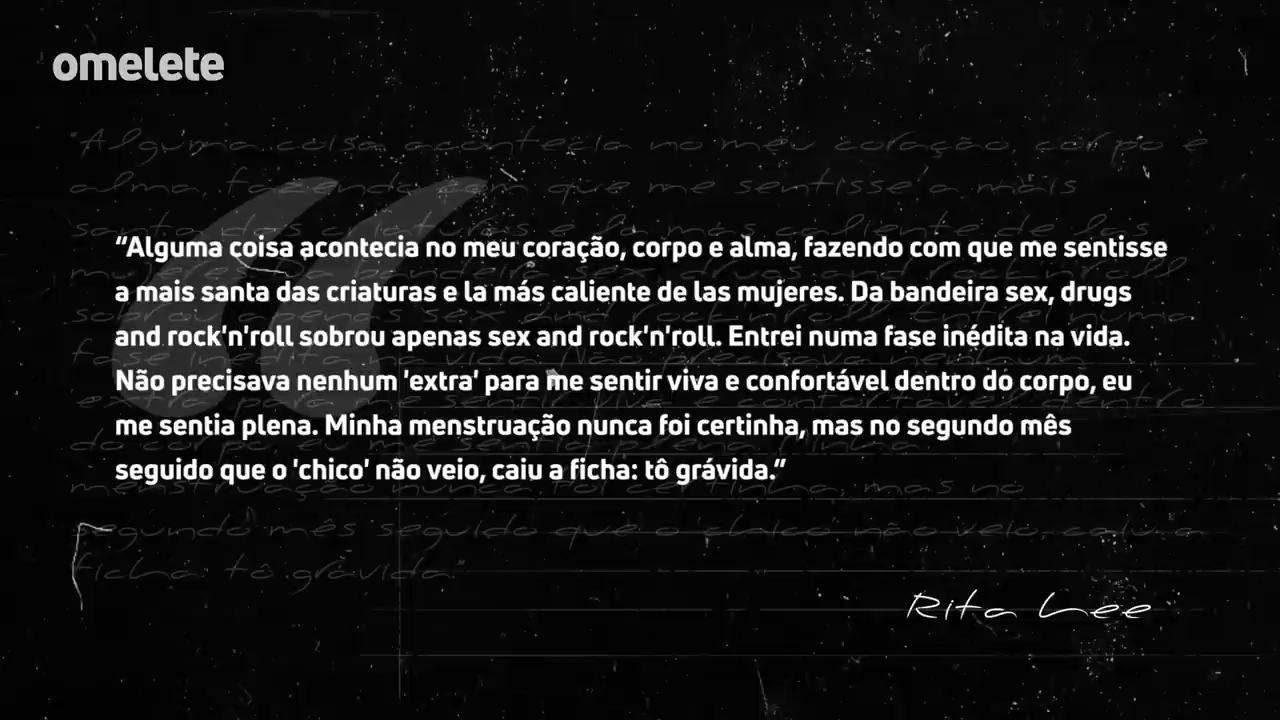 omelete
“Alguma coisa acontecia no meu coração, corpo e alma, fazendo com que me sentisse
a mais santa das criaturas e la más caliente de las mujeres. Da bandeira sex, drugs
and rock'n'roll sobrou apenas sex and rock'n'roll. Entrei numa fase inédita na vida.
Não precisava nenhum 'extra' para me sentir viva e confortável dentro do corpo, eu
me sentia plena. Minha menstruação nunca foi certinha, mas no segundo mês
seguido que o 'chico' não veio, caiu a ficha: tô grávida.”
Rita Lee